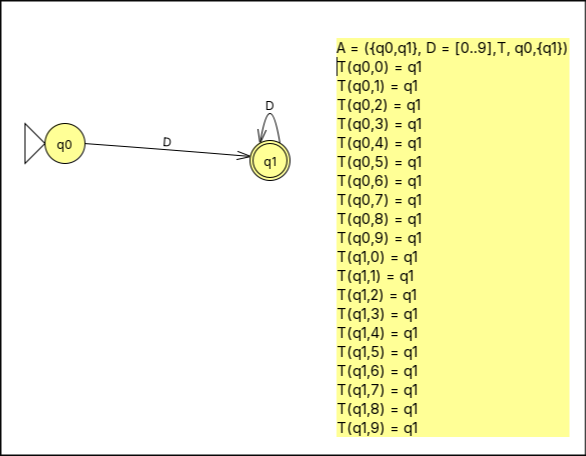 q0
D
D
q1
A = ({q0,q1}, D = [0..9],T, q0,{q1})
T(q0,0) = q1
T(q0,1) = q1
T(q0,2) = q1
T(q0,3) = q1
T(q0,4) = q1
T(q0,5) = q1
T(q0,6) = q1
T(q0,7) = q1
T(q0,8) = q1
T(q0,9) = q1
T(q1,0) = q1
T(q1,1) = q1
T(q1,2) = q1
T(q1,3) = q1
T(q1,4) = q1
T(q1,5) = q1
T(q1,6) = q1
T(q1,7) = q1
T(q1,8) = q1
T(q1,9) = q1